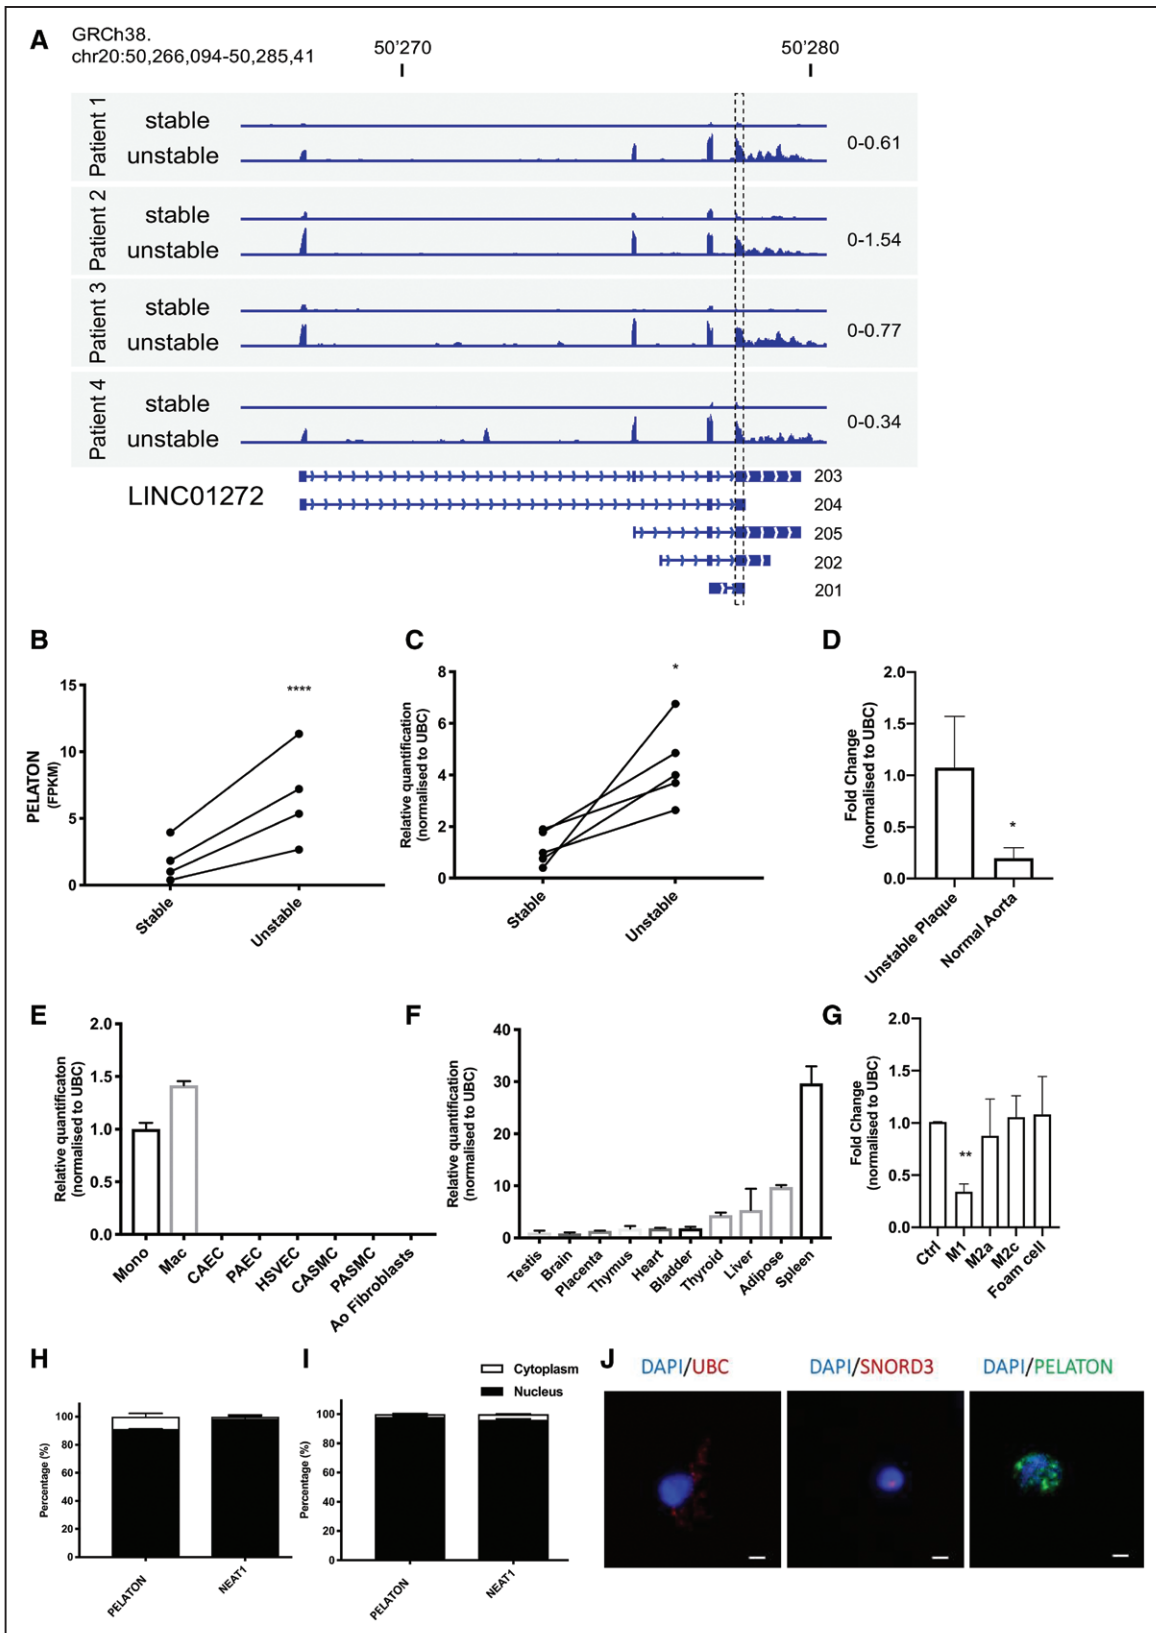 A
GRCh38.
chr20:50,266,094-50,285,41
50'270
50'280
Patient 1
stable
unstable
0-0.61
Patient 2
stable
unstable
0-1.54
Patient 3
stable
unstable
0-0.77
Patient 4
stable
unstable
0-0.34
LINC01272
203
204
205
202
201
B
PELATON
(FPKM)
15
10
5
0
Stable
Unstable
****
C
Relative quantification
(normalised to UBC)
8
6
4
2
0
Stable
Unstable
*
D
Fold Change
(normalised to UBC)
2.0
1.5
1.0
0.5
0.0
*
Unstable Plaque
Normal Aorta
E
Relative quantificaton
(normalised to UBC)
2.0
1.5
1.0
0.5
0.0
Mono
Mac
CAEC
PAEC
HSVEC
CASMC
PASMC
Ao Fibroblasts
F
Relative quantification
(normalised to UBC)
40
30
20
10
0
Testis
Brain
Placenta
Thymus
Heart
Bladder
Thyroid
Liver
Adipose
Spleen
G
Fold Change
(normalised to UBC)
2.0
1.5
1.0
0.5
0.0
**
Ctrl
M1
M2a
M2c
Foam cell
H
Percentage (%)
100
80
60
40
20
0
PELATON
NEAT1
I
Cytoplasm
Nucleus
Percentage (%)
100
80
60
40
20
0
PELATON
NEAT1
J
DAPI/UBC
DAPI/SNORD3
DAPI/PELATON